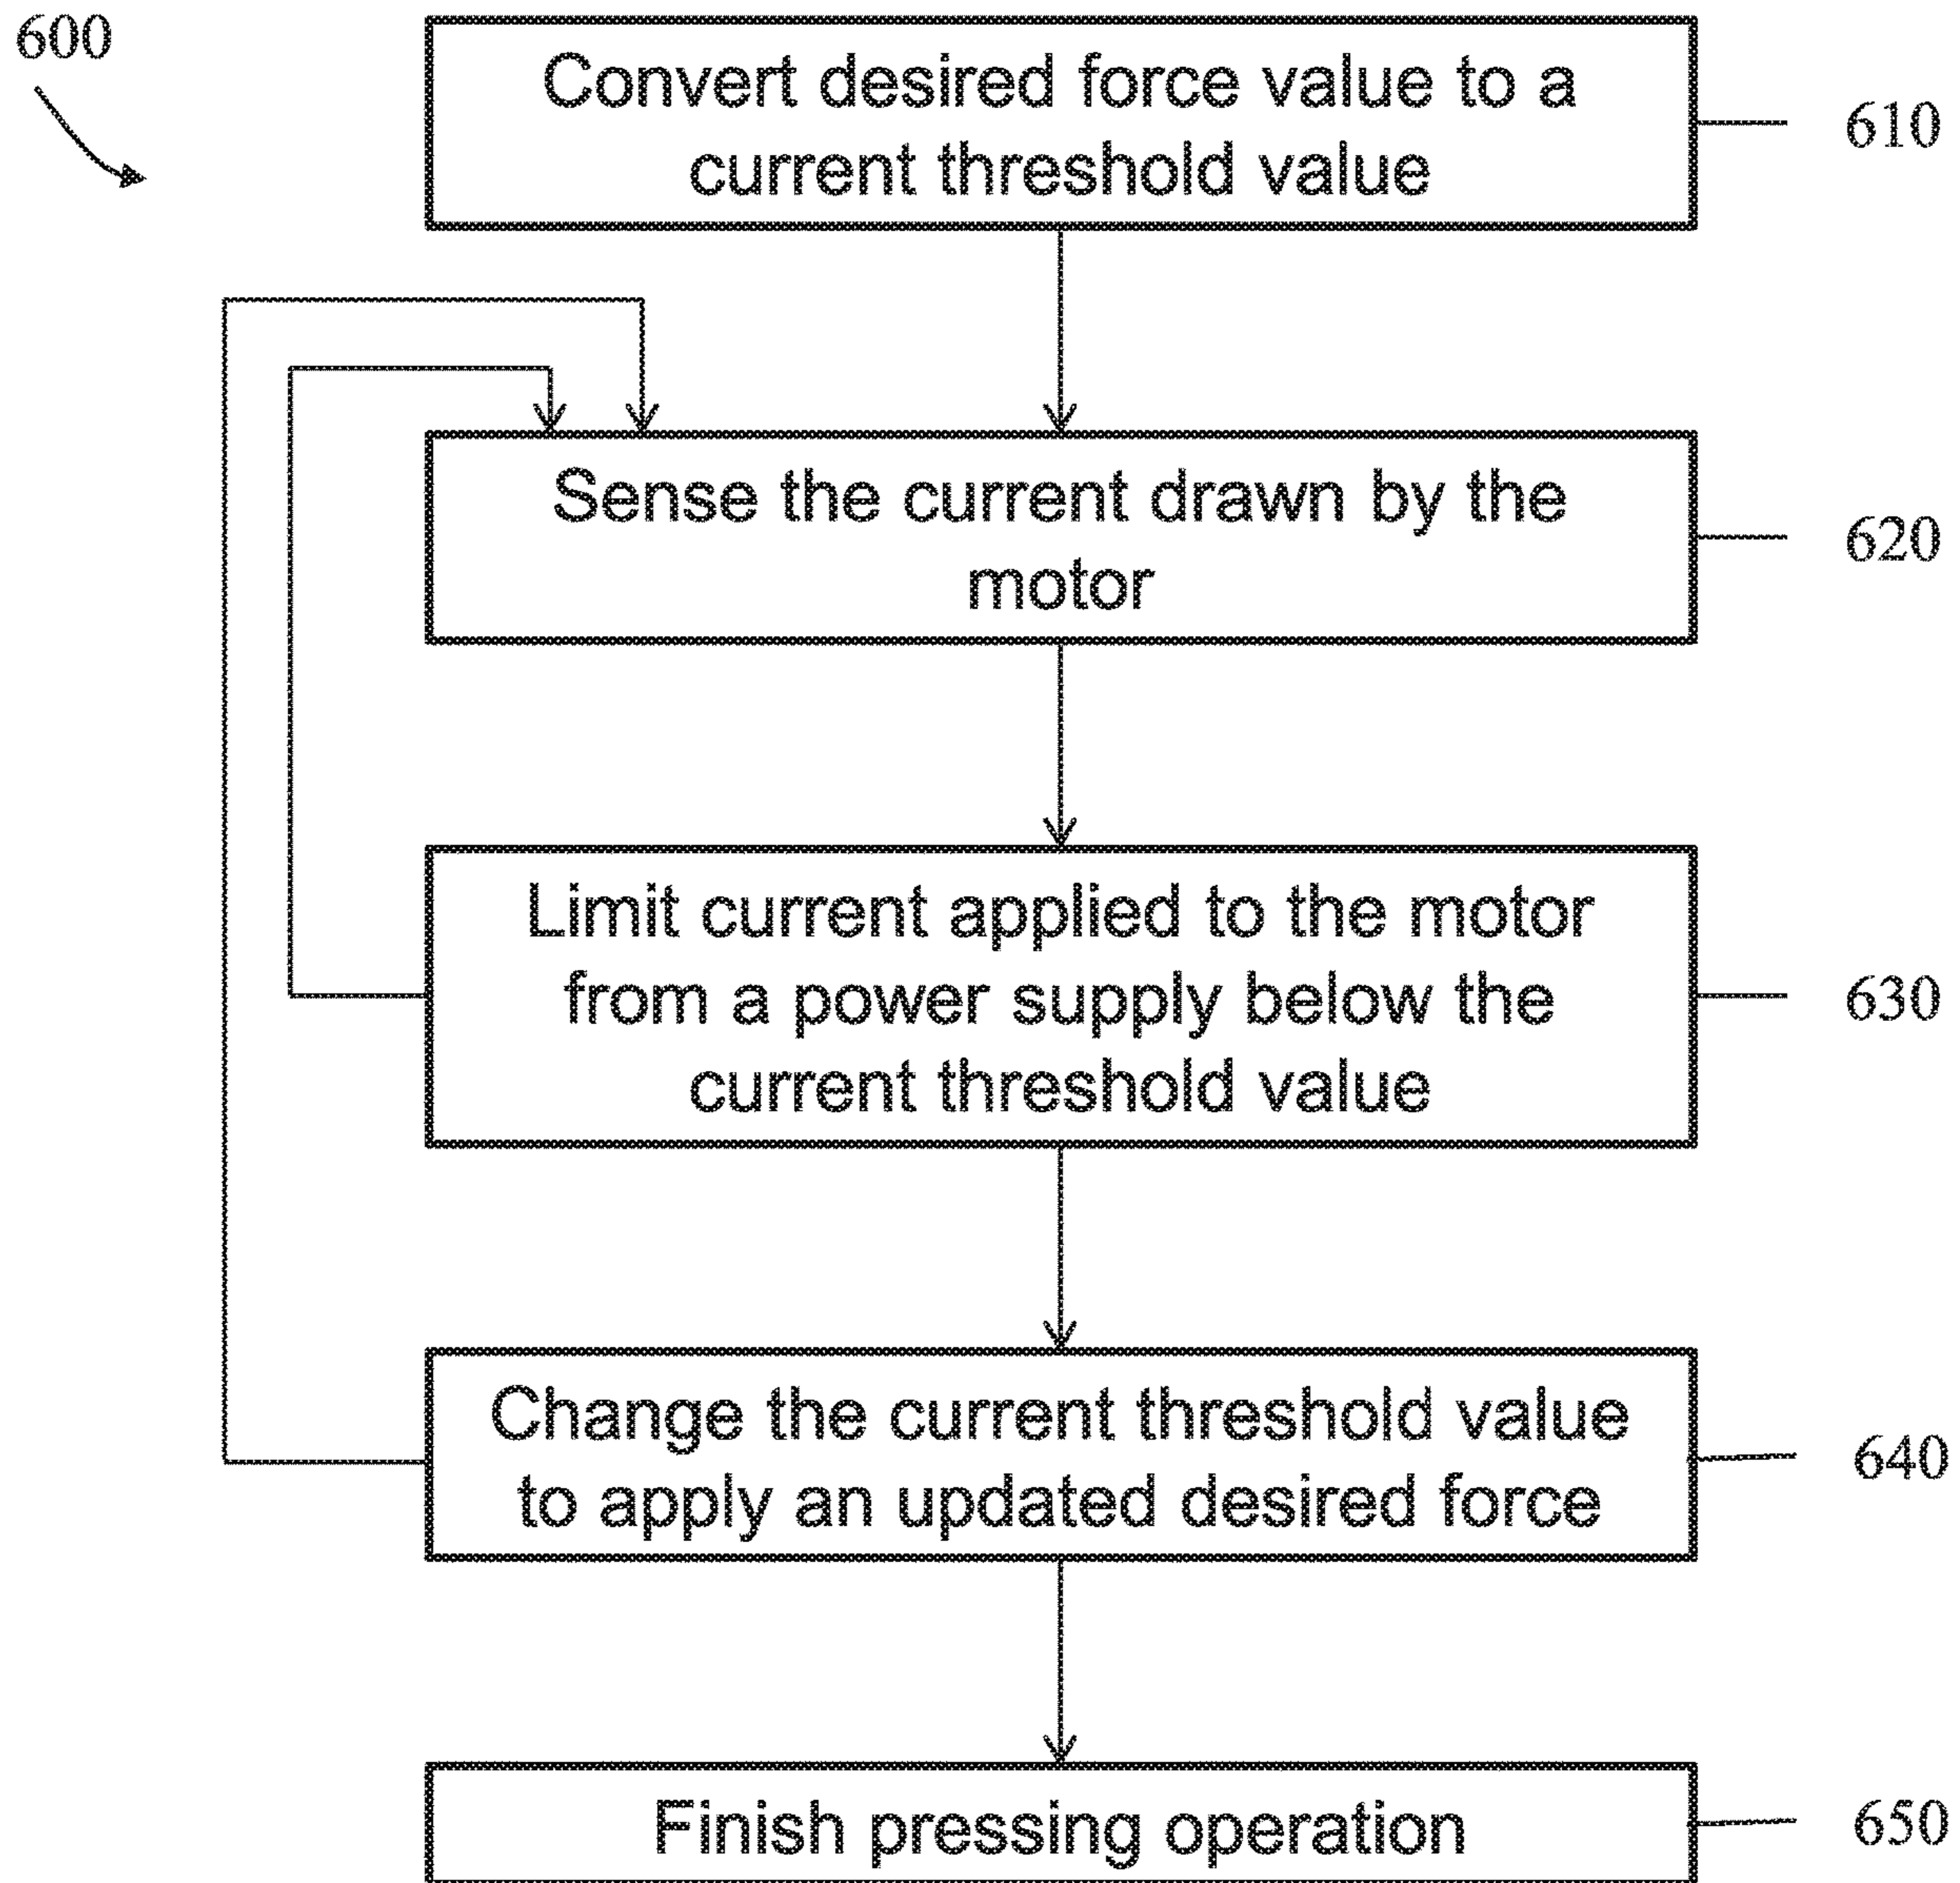 600
Convert desired force value to a
current threshold value
610
Sense the current drawn by the
motor
620
Limit current applied to the motor
from a power supply below the
current threshold value
630
Change the current threshold value
to apply an updated desired force
640
Finish pressing operation
650